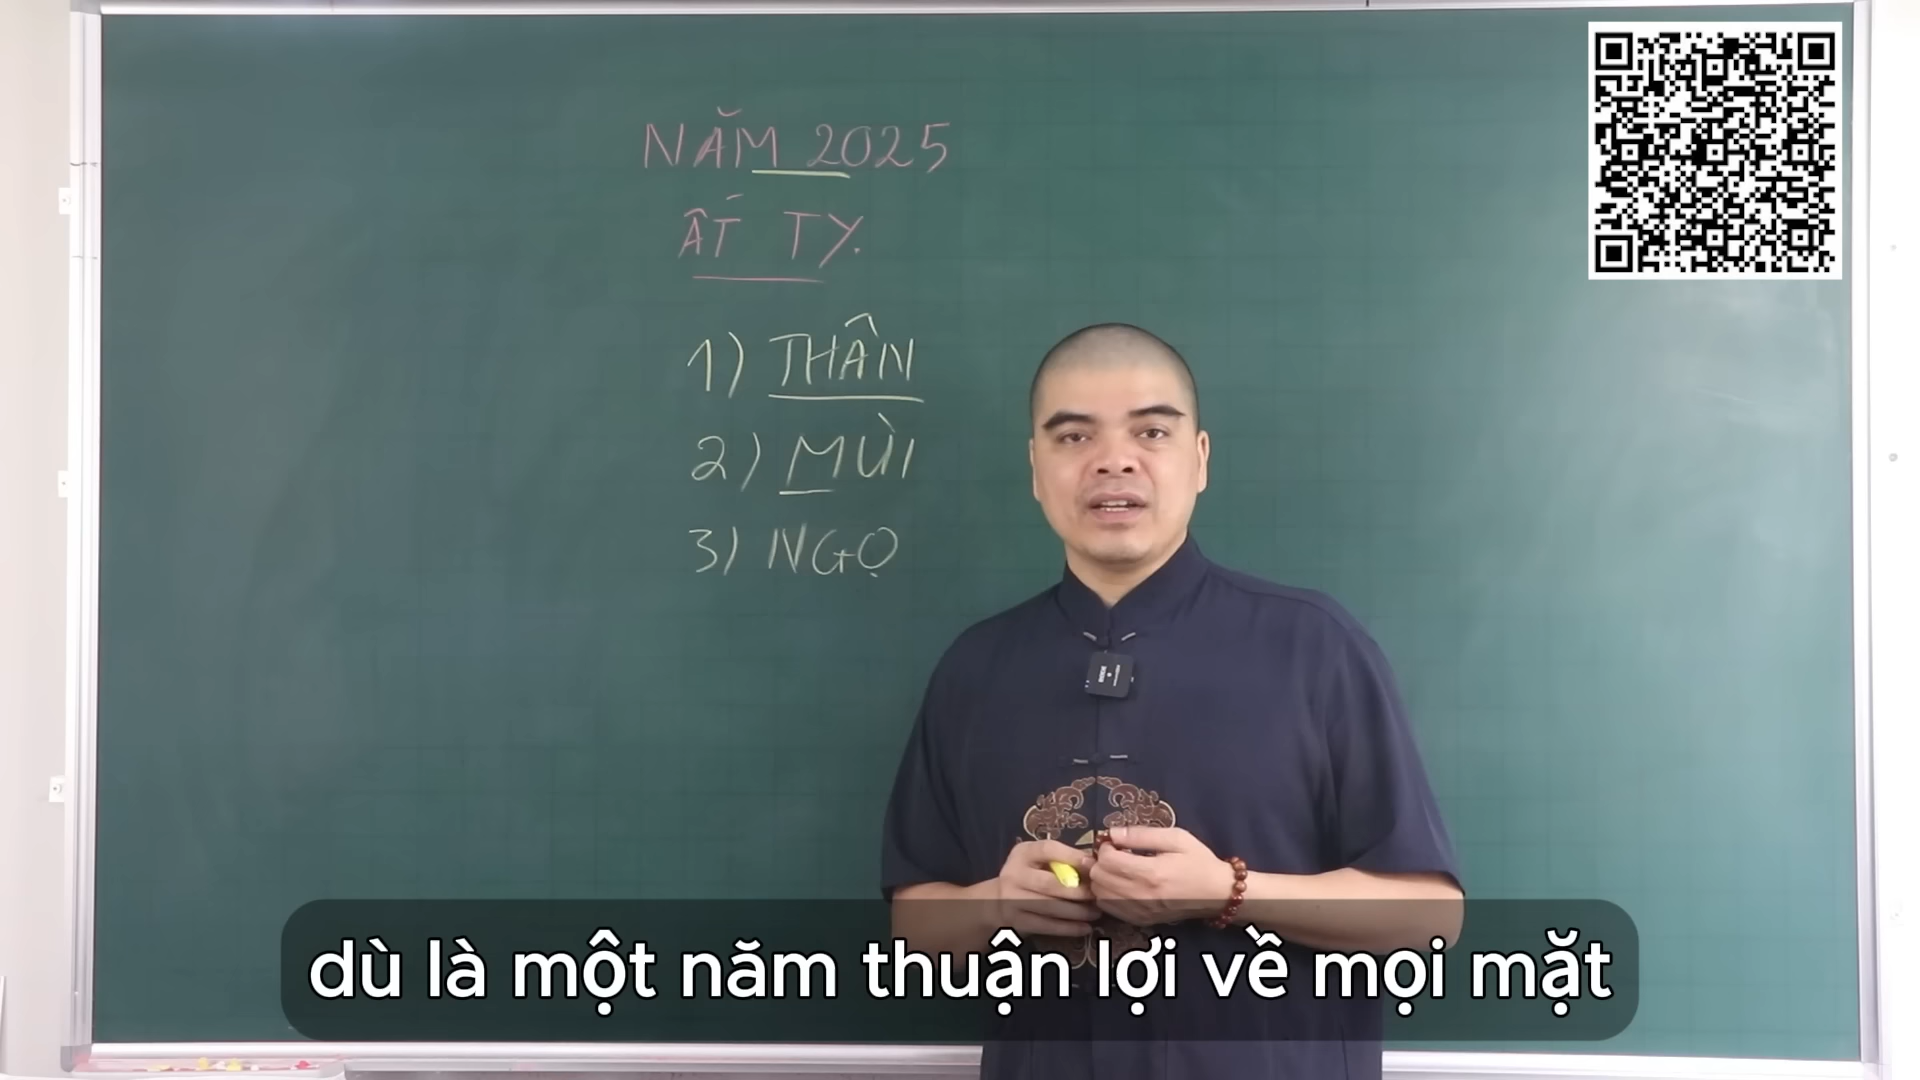 NĂM 2025
ẤT TỴ
1) THÂN
2) MÙI
3) NGỌ
dù là một năm thuận lợi về mọi mặt